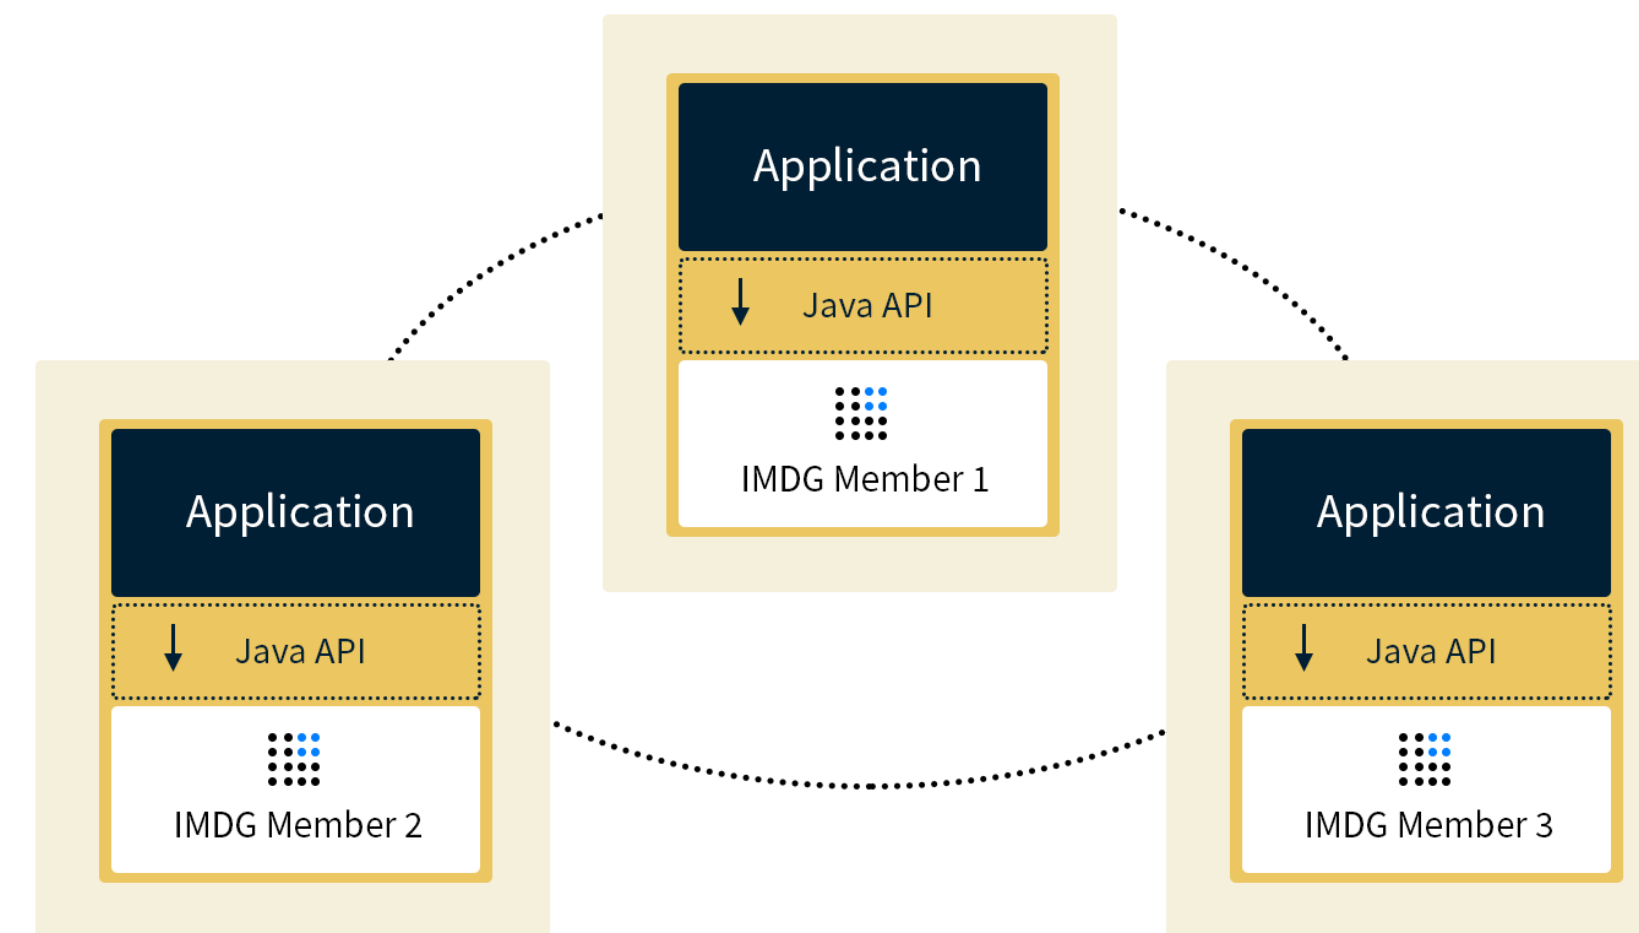 Application
Java API
IMDG Member 1
Application
Java API
IMDG Member 2
Application
Java API
IMDG Member 3